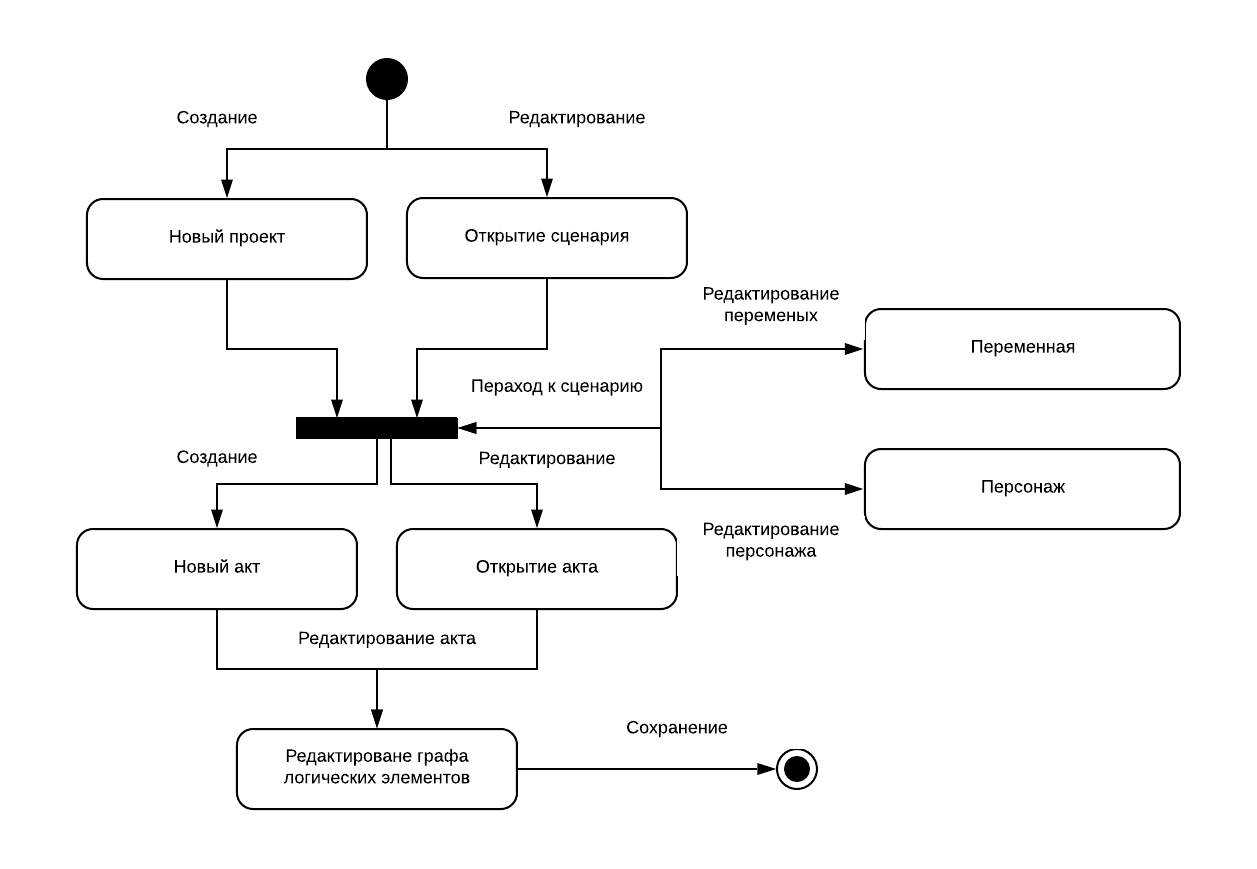 Создание
Редактирование
Новый проект
Открытие сценария
Редактирование
переменых
Переменная
Пераход к сценарию
Создание
Редактирование
Персонаж
Редактирование
персонажа
Новый акт
Открытие акта
Редактирование акта
Сохранение
Редактироване графа
логических элементов